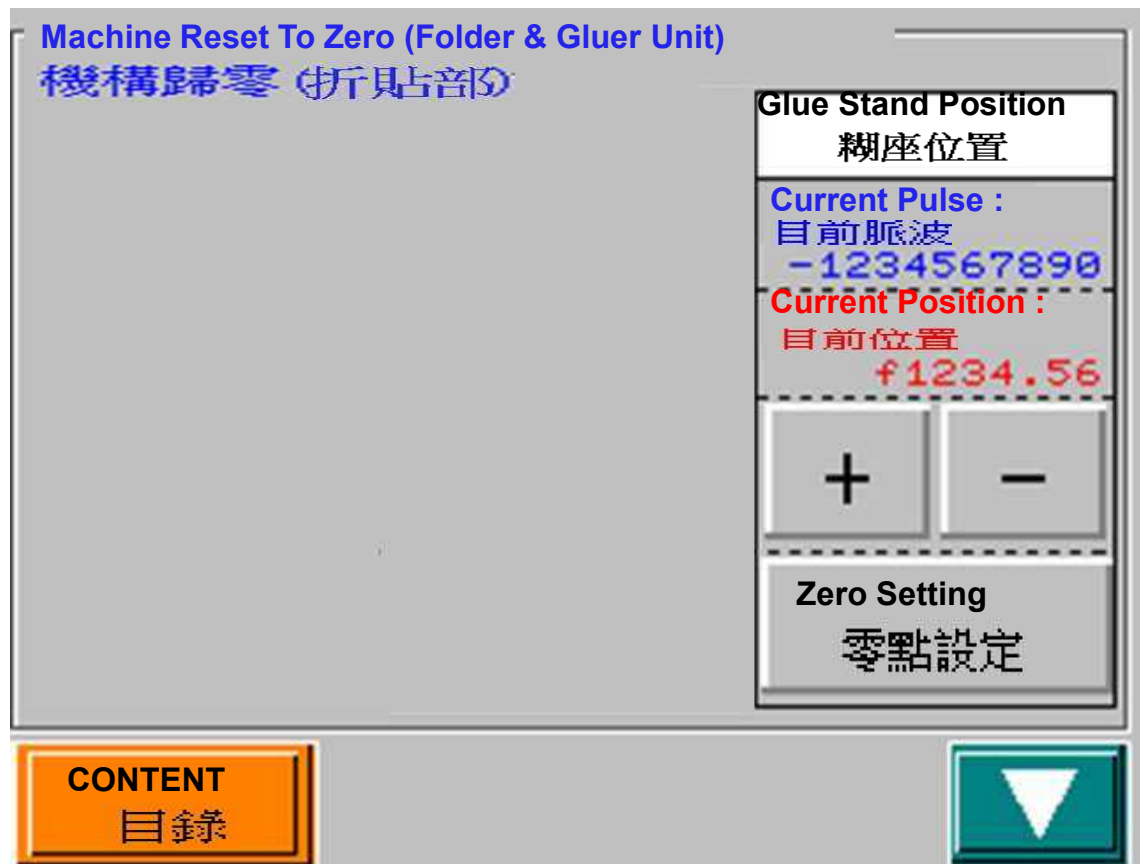 Machine Reset To Zero (Folder & Gluer Unit)
機構歸零 (折貼部)
Glue Stand Position
糊座位置
Current Pulse :
目前脈波
-1234567890
Current Position :
目前位置
f1234.56
+ −
Zero Setting
零點設定
CONTENT
目錄